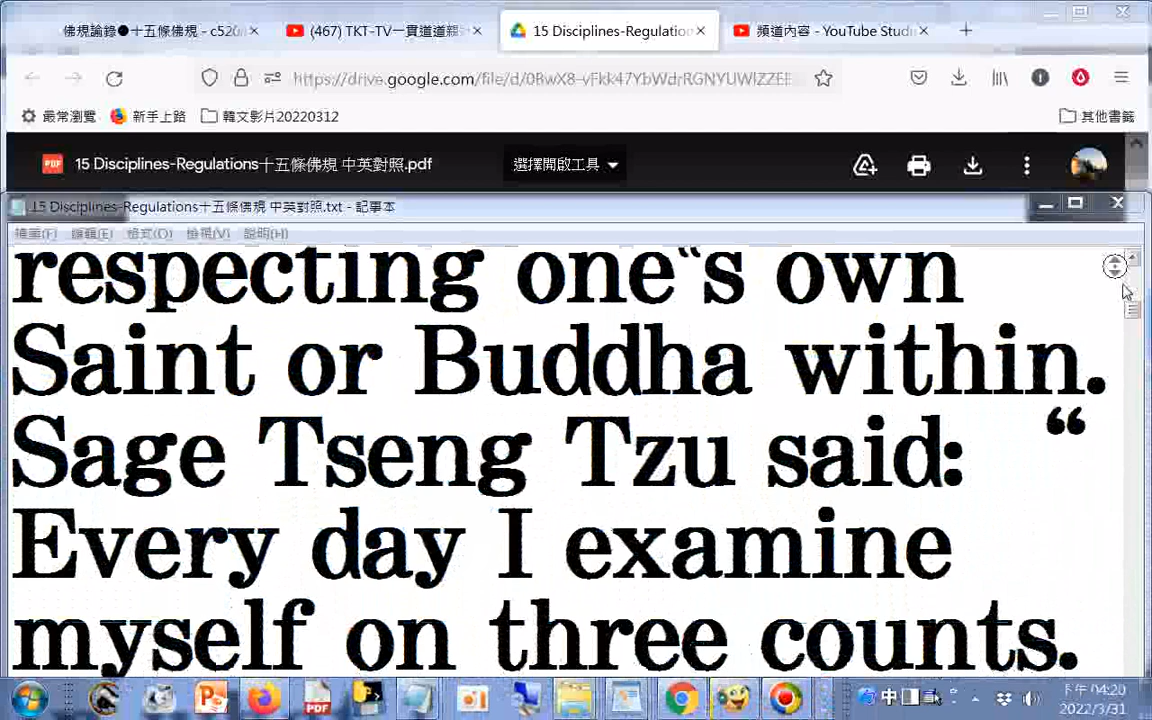 佛規論錄●十五條佛規 - c520
(467) TKT-TV一貫道道親
15 Disciplines-Regulation
頻道內容 - YouTube Studi
https://drive.google.com/file/d/0BwX8-vFkk47YbWdrRGNYUWlZZEE
最常瀏覽 新手上路 韓文影片20220312 其他書籤
PDF 15 Disciplines-Regulations十五條佛規 中英對照.pdf 選擇開啟工具
15 Disciplines-Regulations十五條佛規 中英對照.txt - 記事本
檔案(F) 編輯(E) 格式(O) 檢視(V) 說明(H)
respecting one“s own
Saint or Buddha within.
Sage Tseng Tzu said: “
Every day I examine
myself on three counts.
中
下午 04:20
2022/3/31